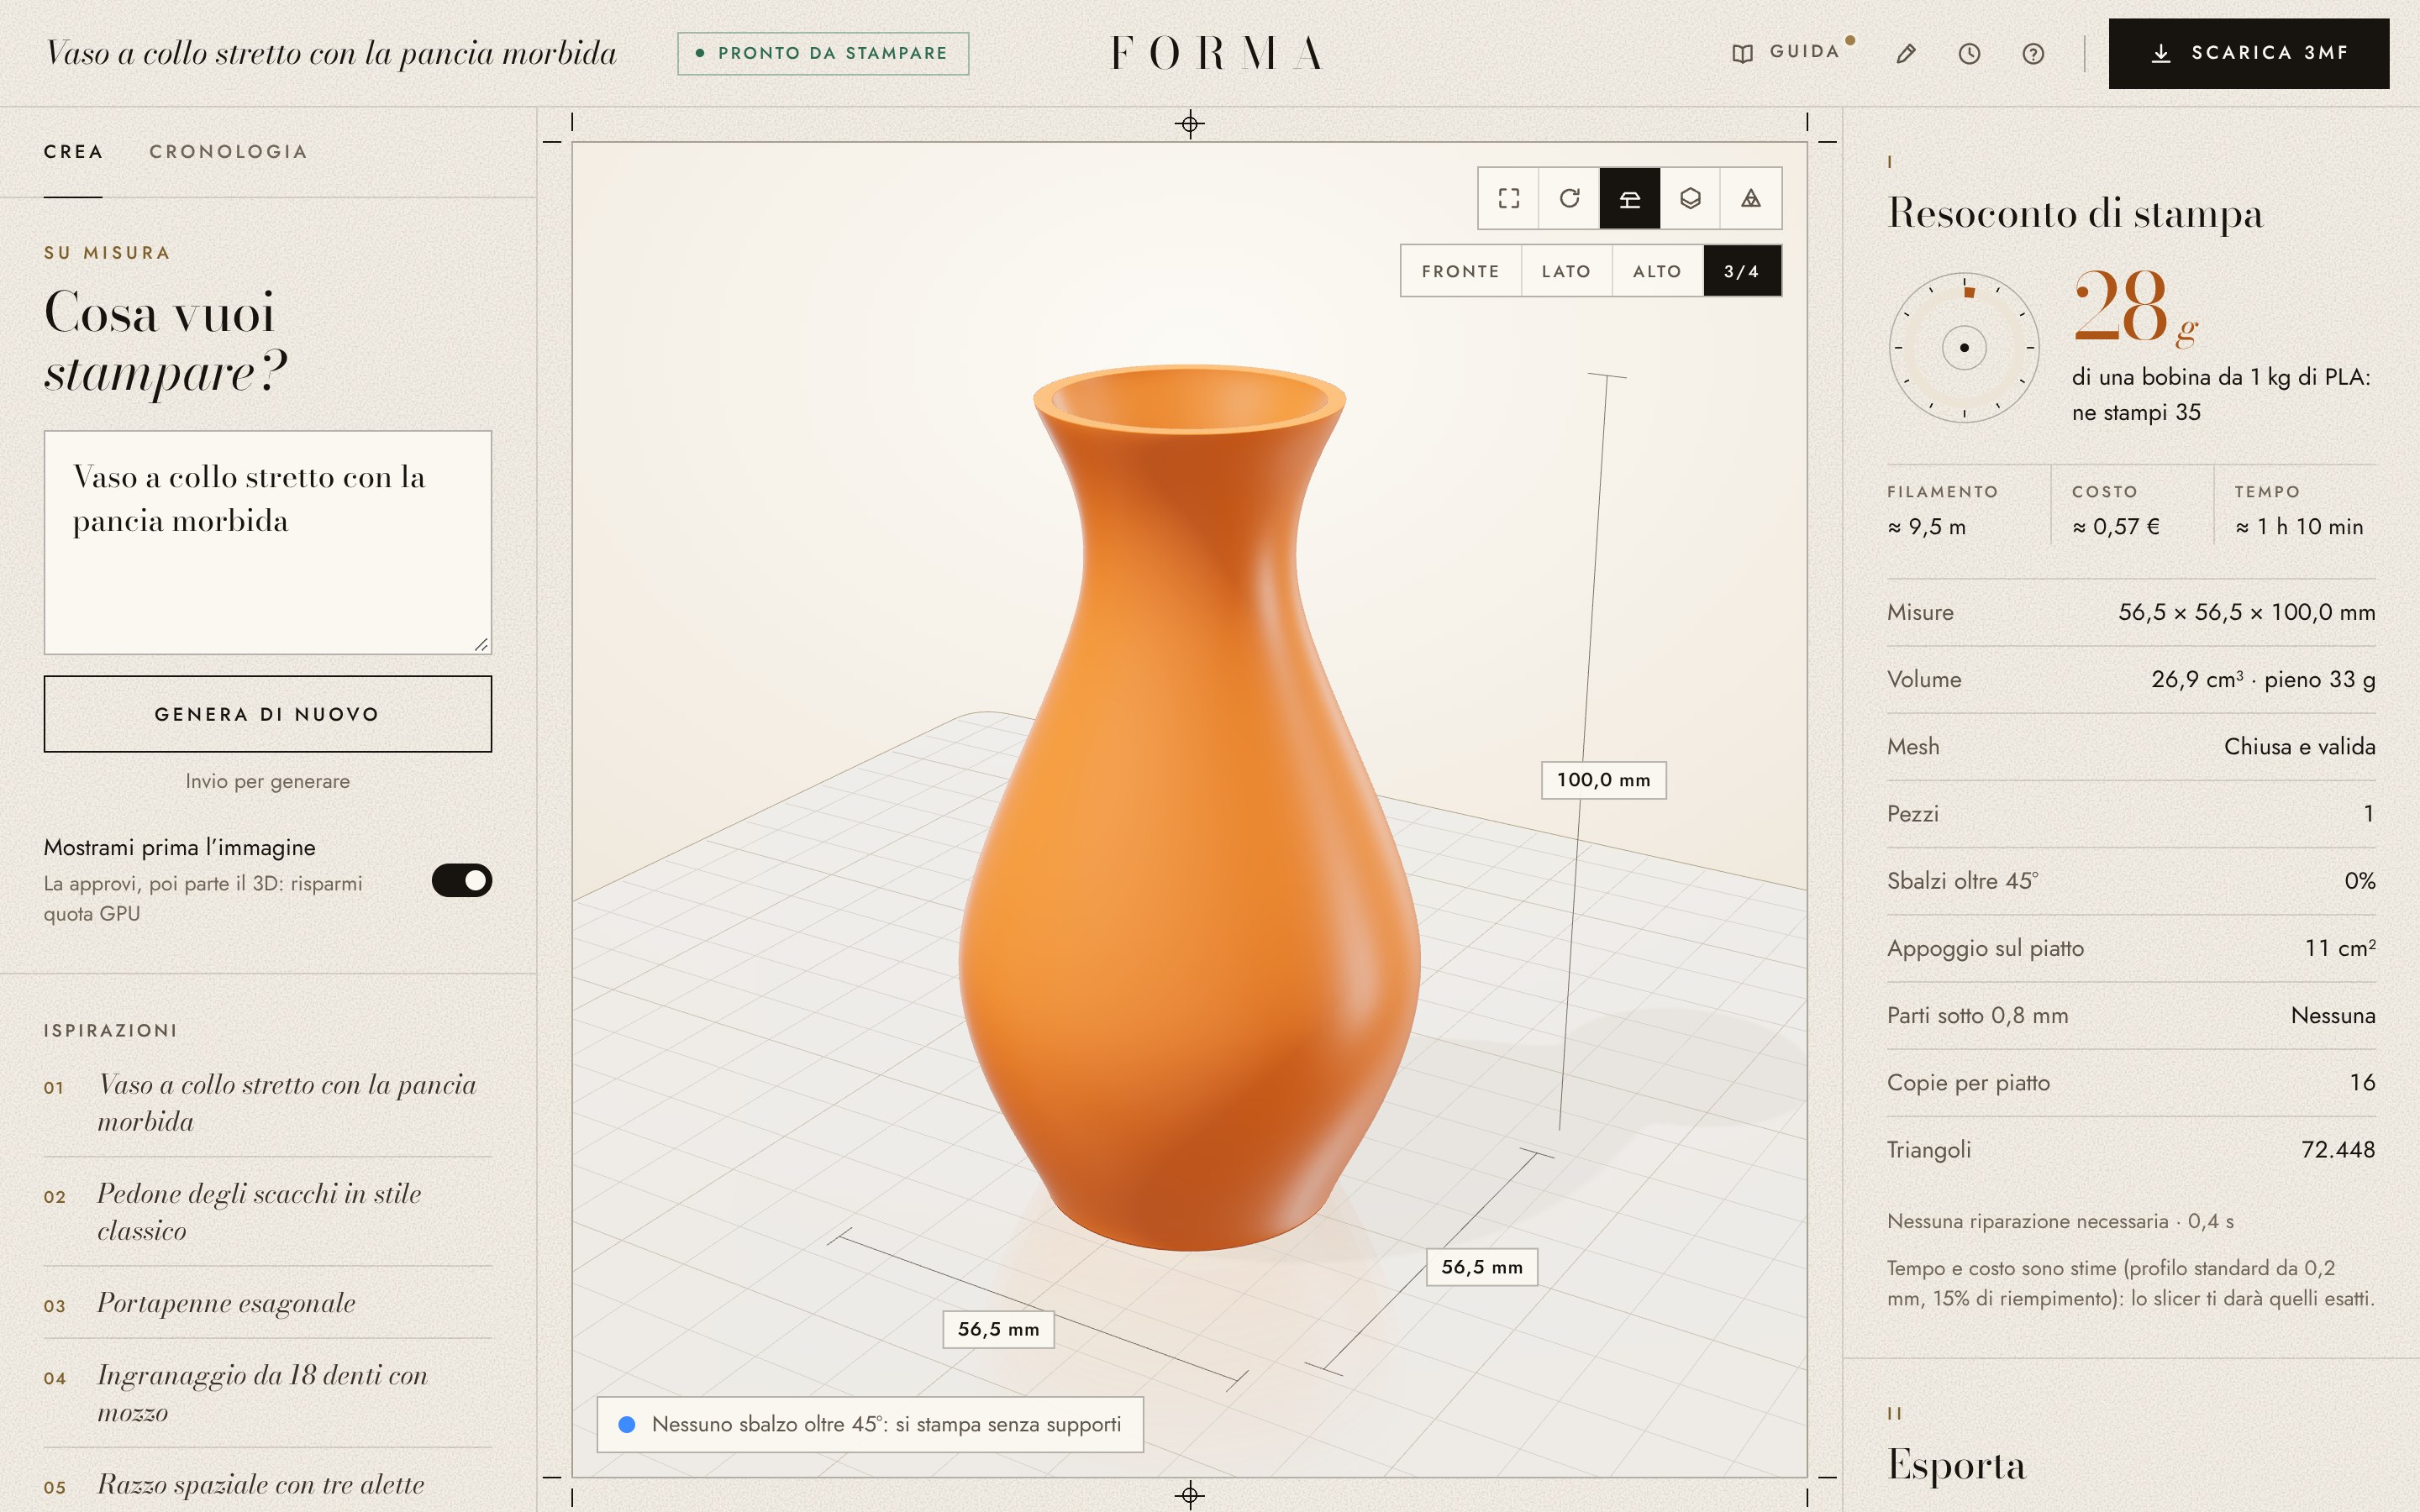 Vaso a collo stretto con la pancia morbida
PRONTO DA STAMPARE
FORMA
GUIDA
SCARICA 3MF
CREA
CRONOLOGIA
SU MISURA
Cosa vuoi
stampare?
Vaso a collo stretto con la
pancia morbida
GENERA DI NUOVO
Invio per generare
Mostrami prima l’immagine
La approvi, poi parte il 3D: risparmi
quota GPU
ISPIRAZIONI
01 Vaso a collo stretto con la pancia
morbida
02 Pedone degli scacchi in stile
classico
03 Portapenne esagonale
04 Ingranaggio da 18 denti con
mozzo
05 Razzo spaziale con tre alette
FRONTE
LATO
ALTO
3/4
100,0 mm
56,5 mm
56,5 mm
Nessuno sbalzo oltre 45°: si stampa senza supporti
I
Resoconto di stampa
28 g
di una bobina da 1 kg di PLA:
ne stampi 35
FILAMENTO
≈ 9,5 m
COSTO
≈ 0,57 €
TEMPO
≈ 1 h 10 min
Misure 56,5 × 56,5 × 100,0 mm
Volume 26,9 cm³ · pieno 33 g
Mesh Chiusa e valida
Pezzi 1
Sbalzi oltre 45° 0%
Appoggio sul piatto 11 cm²
Parti sotto 0,8 mm Nessuna
Copie per piatto 16
Triangoli 72.448
Nessuna riparazione necessaria · 0,4 s
Tempo e costo sono stime (profilo standard da 0,2
mm, 15% di riempimento): lo slicer ti darà quelli esatti.
II
Esporta